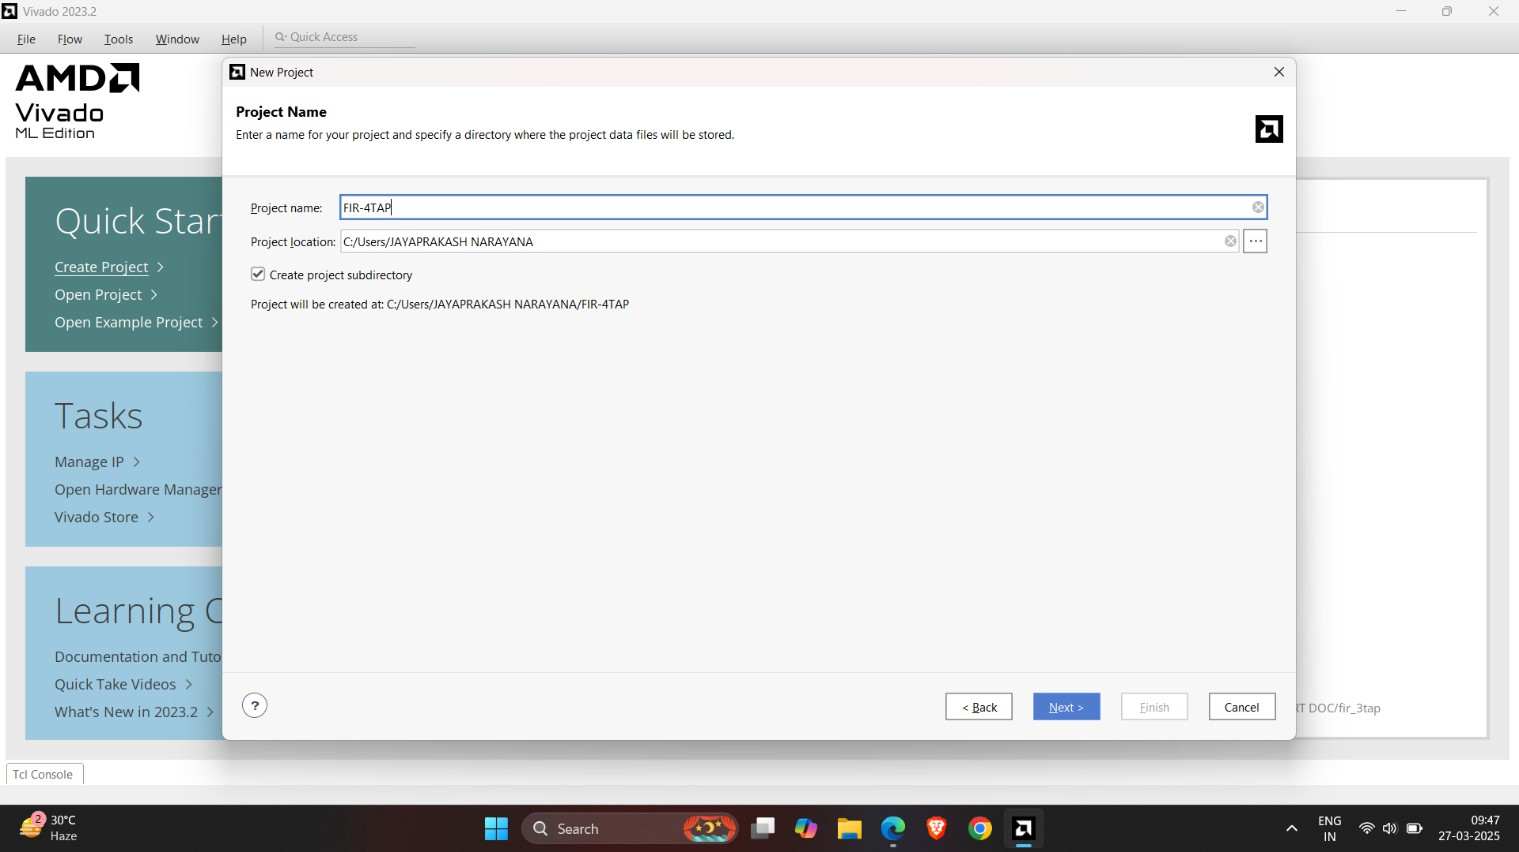 Vivado 2023.2
File Flow Tools Window Help Quick Access
AMD
Vivado
ML Edition
New Project
Project Name
Enter a name for your project and specify a directory where the project data files will be stored.
Project name: FIR-4TAP
Project location: C:/Users/JAYAPRAKASH NARAYANA ...
Create project subdirectory
Project will be created at: C:/Users/JAYAPRAKASH NARAYANA/FIR-4TAP
Quick Start
Create Project >
Open Project >
Open Example Project >
Tasks
Manage IP >
Open Hardware Manager
Vivado Store >
Learning C
Documentation and Tuto
Quick Take Videos >
What's New in 2023.2 >
? < Back Next > Finish Cancel
RT DOC/fir_3tap
Tcl Console
2 30°C
Haze
Search
ENG
IN
09:47
27-03-2025